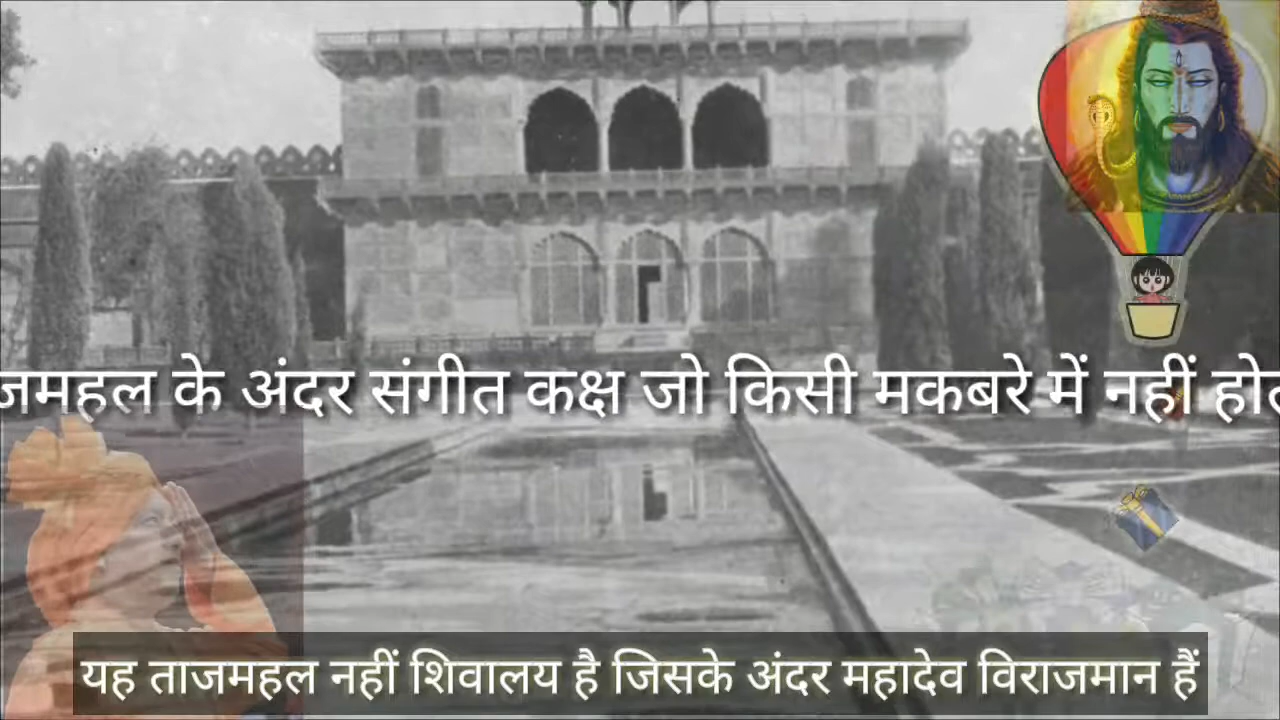 जमहल के अंदर संगीत कक्ष जो किसी मकबरे में नहीं
यह ताजमहल नहीं शिवालय है जिसके अंदर महादेव विराजमान हैं